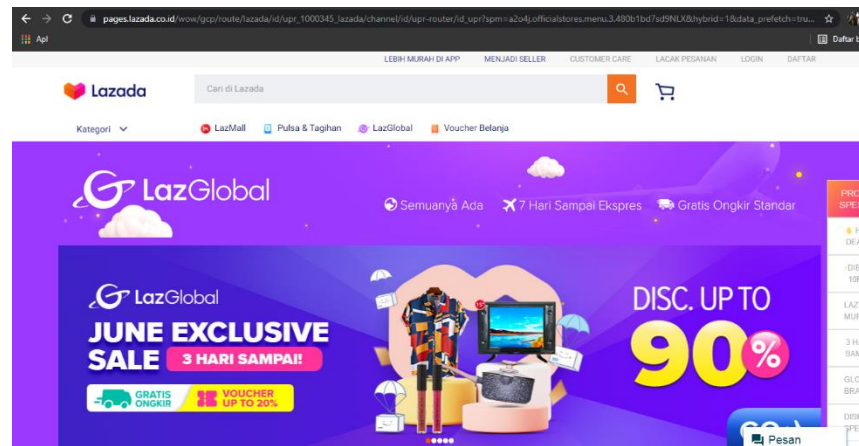 pages.lazada.co.id/wow/gcp/route/lazada/id/upr_1000345_lazada/channel/id/upr-router/id_upr?spm=a2o4j.officialstores.menu.3.480b1bd7sd9NLX&hybrid=1&data_prefetch=tru...
Apl
Daftar b
LEBIH MURAH DI APP MENJADI SELLER CUSTOMER CARE LACAK PESANAN LOGIN DAFTAR
Lazada Cari di Lazada
Kategori LazMall Pulsa & Tagihan LazGlobal Voucher Belanja
LazGlobal
Semuanya Ada 7 Hari Sampai Ekspres Gratis Ongkir Standar
LazGlobal
JUNE EXCLUSIVE
SALE 3 HARI SAMPAI!
GRATIS ONGKIR VOUCHER UP TO 20%
DISC. UP TO
90%
Pesan